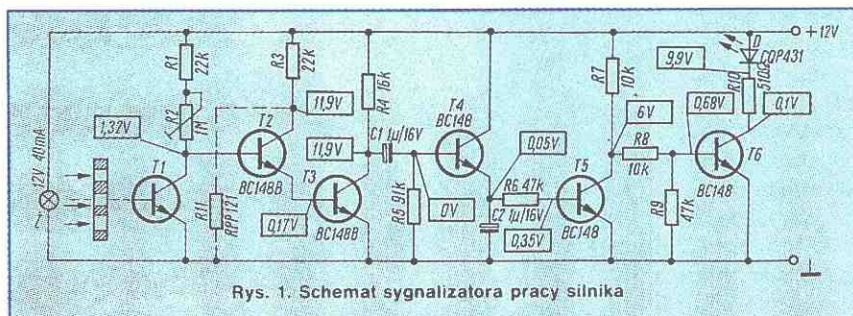 +12V
R1
22k
R2
1M
1,32V
R3
22k
11,9V
T2
BC148B
R4
16k
11,9V
C1 1µ/16V
T3
BC148B
0,17V
R11
RPP121
T1
12V 40mA
Ż
R5 91k
0V
T4
BC148
0,05V
R6 47k
C2 1µ/16V
0,35V
T5
BC148
R7
10k
6V
R8
10k
R9
47k
0,68V
9,9V
D
CQP431
R10
510Ω
0,1V
T6
BC148
Rys. 1. Schemat sygnalizatora pracy silnika